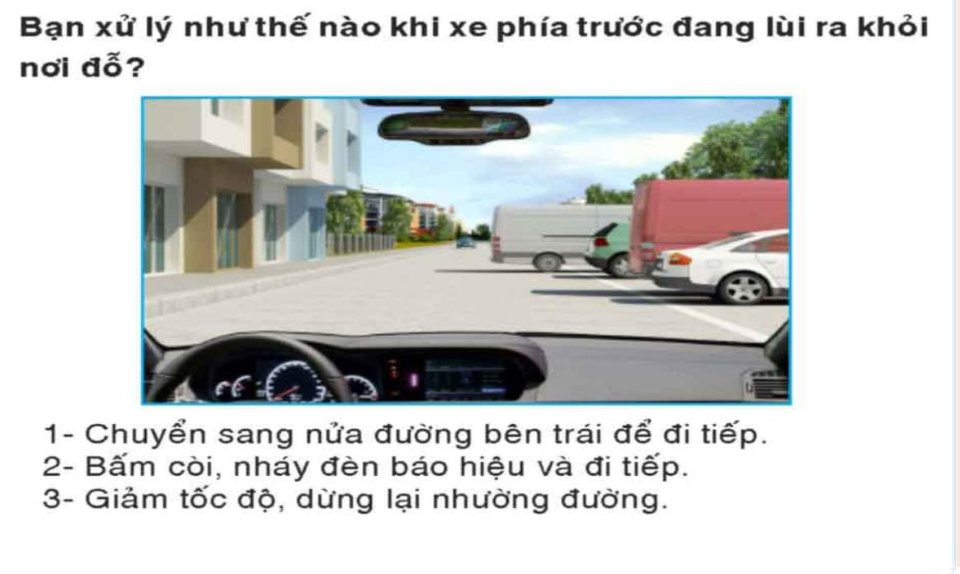 Bạn xử lý như thế nào khi xe phía trước đang lùi ra khỏi
nơi đỗ?
1- Chuyển sang nửa đường bên trái để đi tiếp.
2- Bấm còi, nháy đèn báo hiệu và đi tiếp.
3- Giảm tốc độ, dừng lại nhường đường.